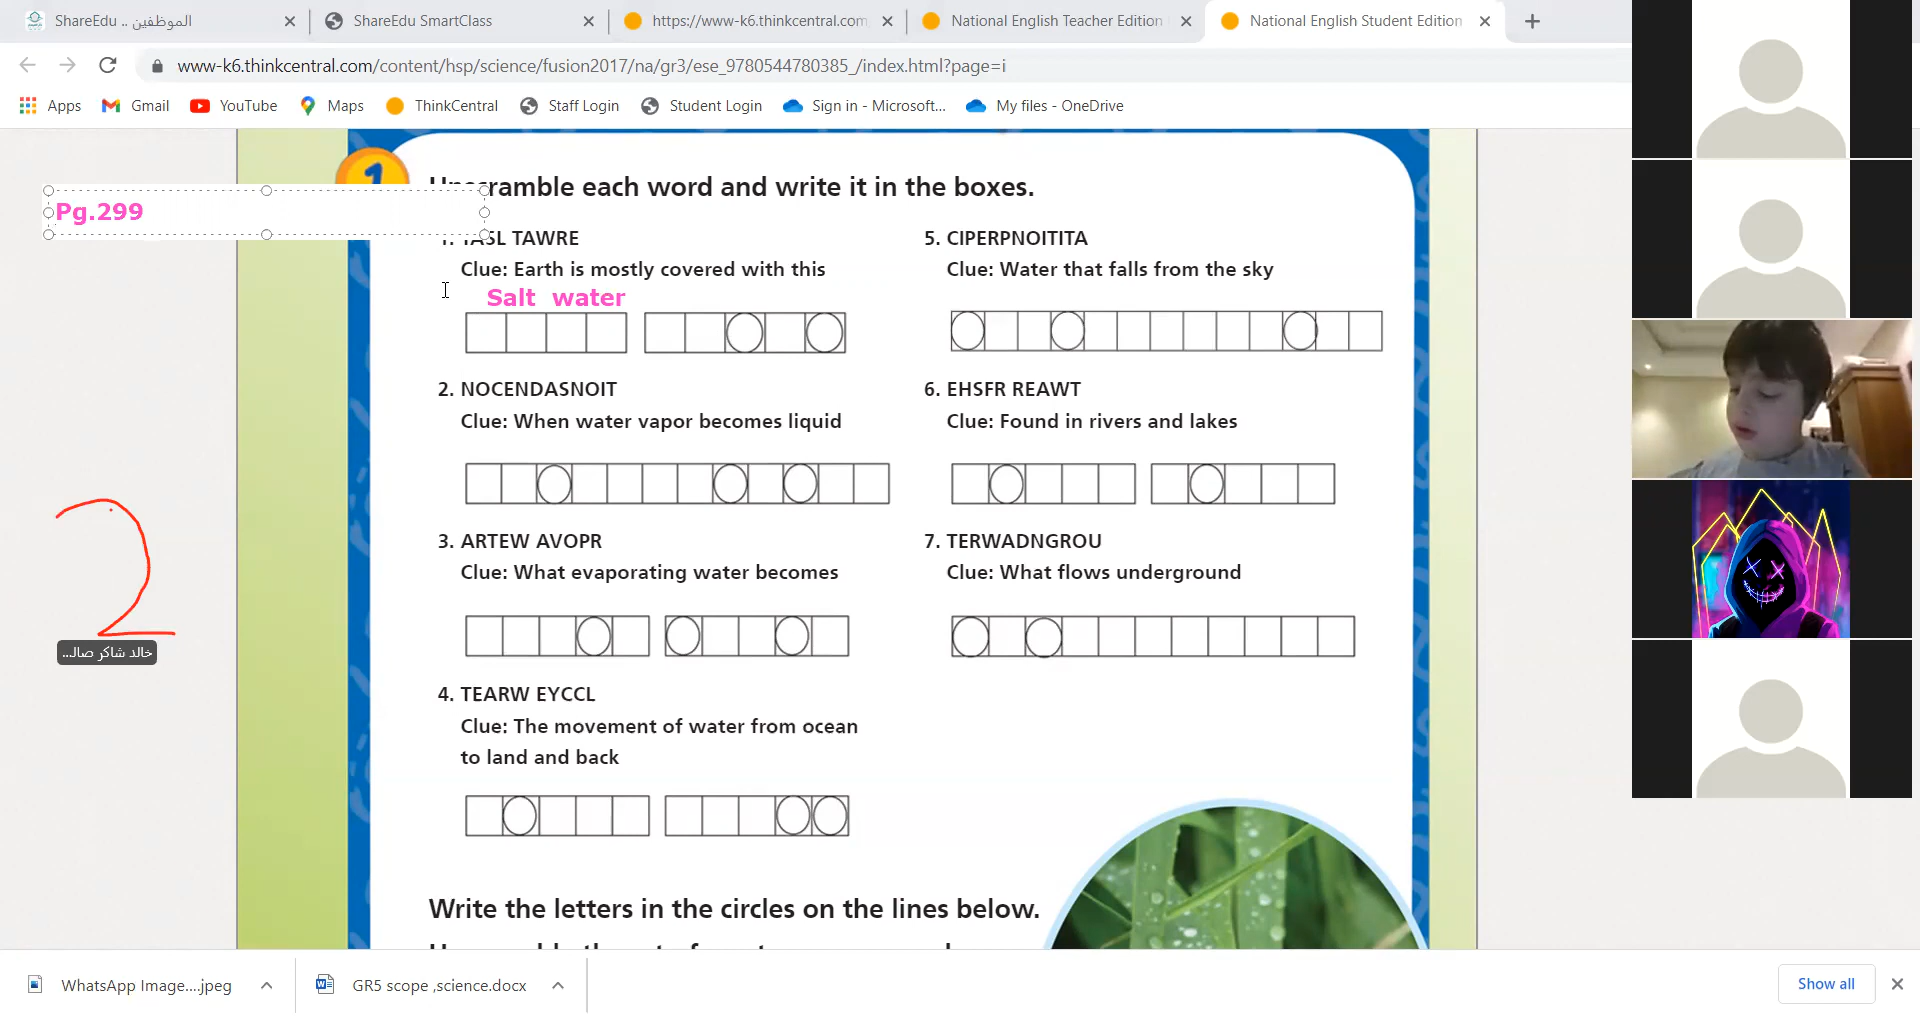 ShareEdu .. الموظفين
ShareEdu SmartClass
https://www-k6.thinkcentral.com
National English Teacher Edition
National English Student Edition
www-k6.thinkcentral.com/content/hsp/science/fusion2017/na/gr3/ese_9780544780385_/index.html?page=i
Apps
Gmail
YouTube
Maps
ThinkCentral
Staff Login
Student Login
Sign in - Microsoft...
My files - OneDrive
1
Unscramble each word and write it in the boxes.
Pg.299
1. TASL TAWRE
Clue: Earth is mostly covered with this
Salt water
2. NOCENDASNOIT
Clue: When water vapor becomes liquid
3. ARTEW AVOPR
Clue: What evaporating water becomes
4. TEARW EYCCL
Clue: The movement of water from ocean
to land and back
5. CIPERPNOITITA
Clue: Water that falls from the sky
6. EHSFR REAWT
Clue: Found in rivers and lakes
7. TERWADNGROU
Clue: What flows underground
2
خالد شاكر صال...
Write the letters in the circles on the lines below.
WhatsApp Image....jpeg
GR5 scope ,science.docx
Show all